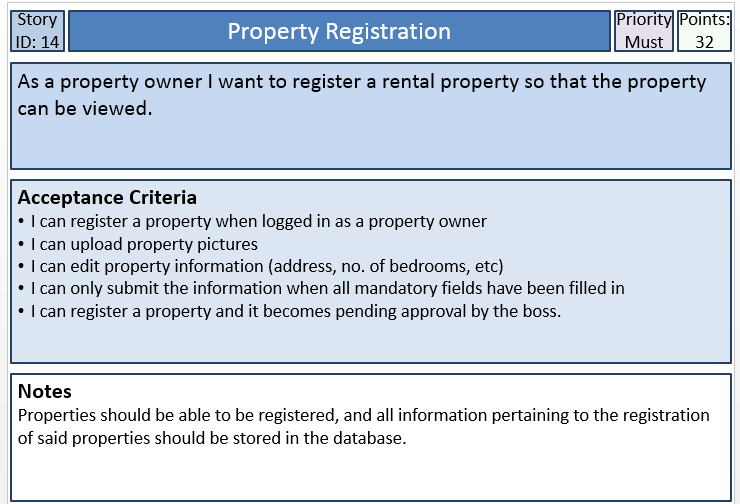 Story
ID: 14
Property Registration
Priority
Must
Points:
32
As a property owner I want to register a rental property so that the property
can be viewed.
Acceptance Criteria
• I can register a property when logged in as a property owner
• I can upload property pictures
• I can edit property information (address, no. of bedrooms, etc)
• I can only submit the information when all mandatory fields have been filled in
• I can register a property and it becomes pending approval by the boss.
Notes
Properties should be able to be registered, and all information pertaining to the registration
of said properties should be stored in the database.